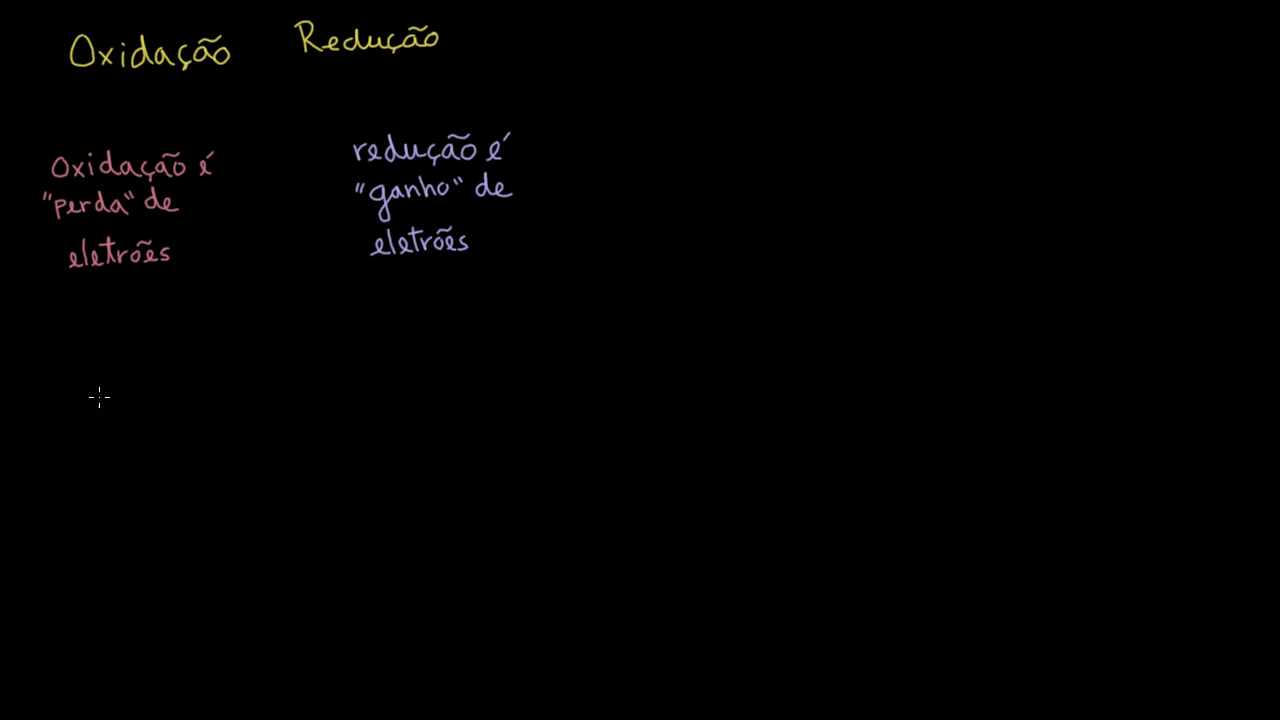 Oxidação
Redução
Oxidação é
"perda" de
eletrões
redução é
"ganho" de
eletrões